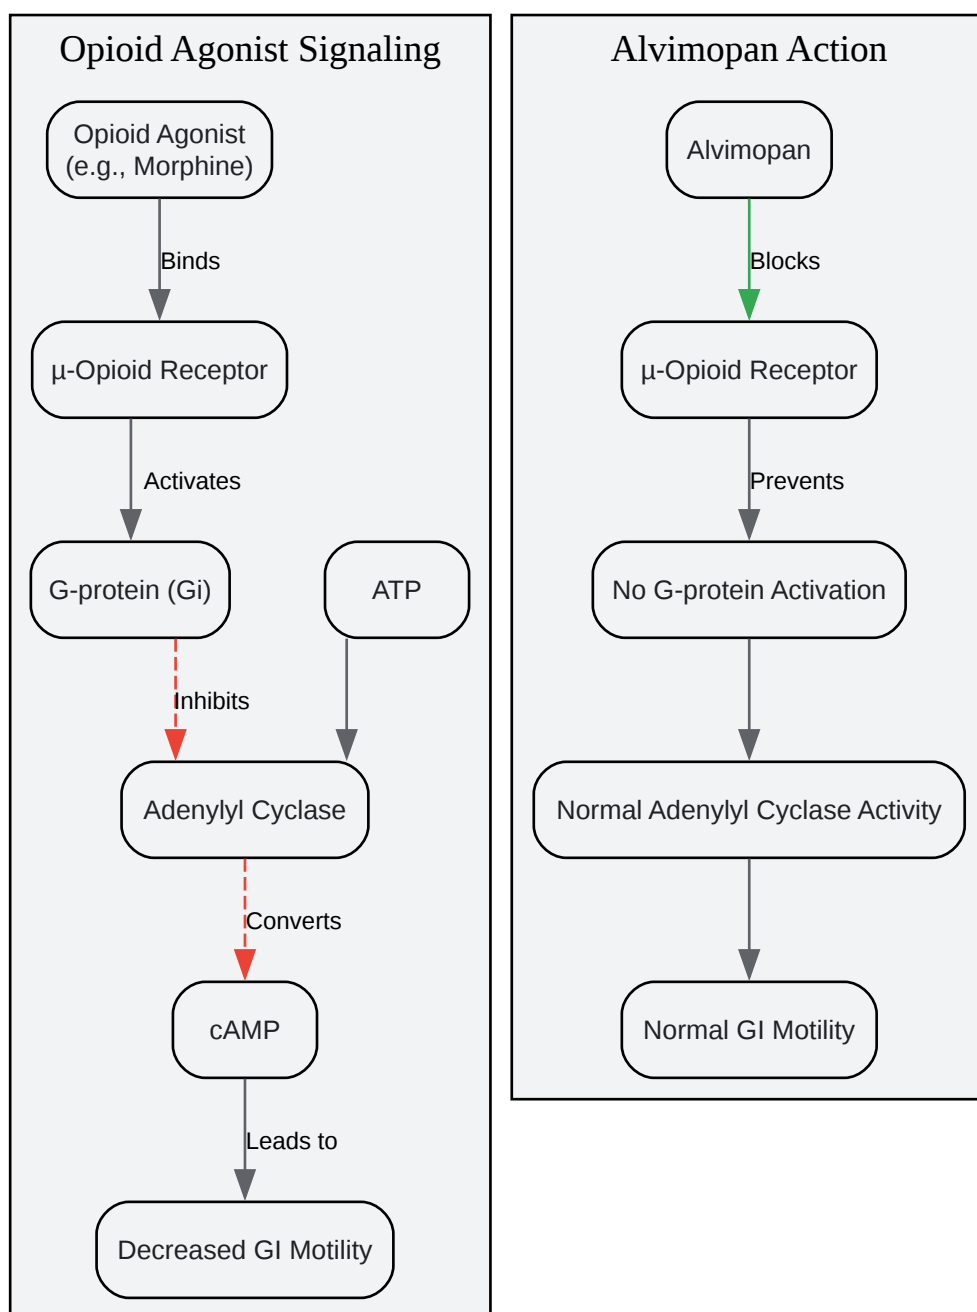 Opioid Agonist Signaling
Opioid Agonist
(e.g., Morphine)
Binds
µ-Opioid Receptor
Activates
G-protein (Gi)
ATP
Inhibits
Adenylyl Cyclase
Converts
cAMP
Leads to
Decreased GI Motility
Alvimopan Action
Alvimopan
Blocks
µ-Opioid Receptor
Prevents
No G-protein Activation
Normal Adenylyl Cyclase Activity
Normal GI Motility